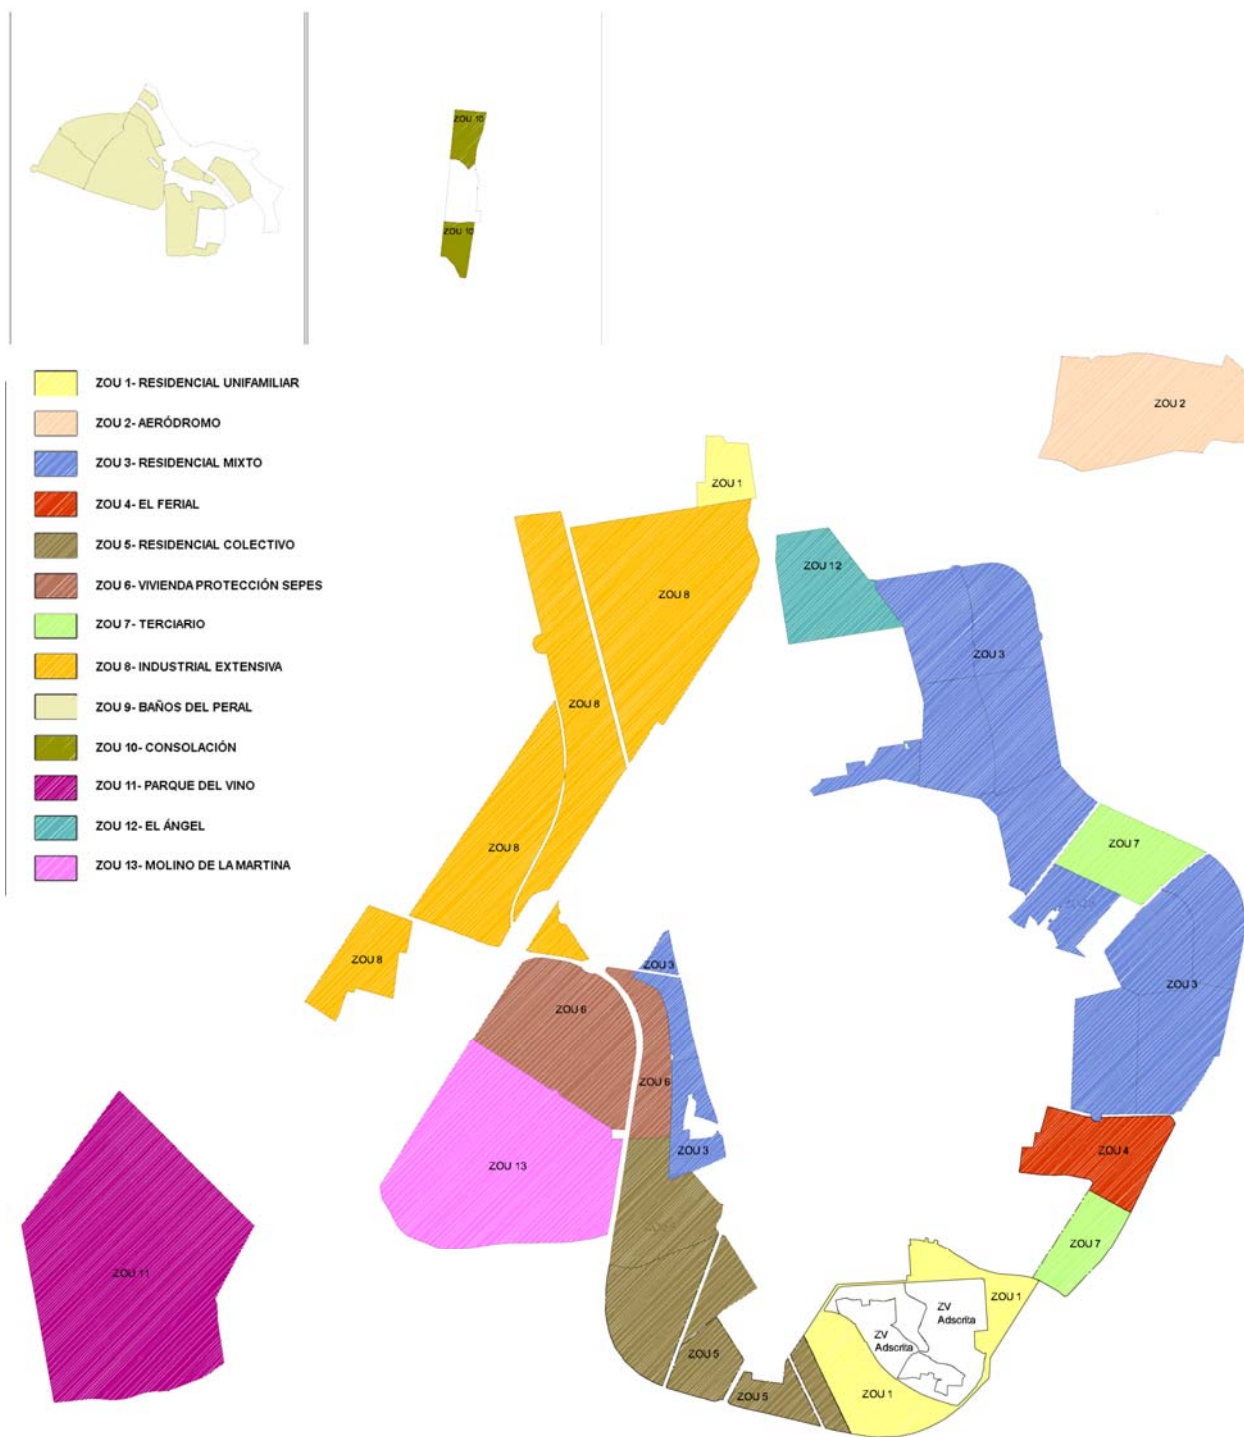 ZOU 10
ZOU 10
ZOU 1- RESIDENCIAL UNIFAMILIAR
ZOU 2- AERÓDROMO
ZOU 3- RESIDENCIAL MIXTO
ZOU 4- EL FERIAL
ZOU 5- RESIDENCIAL COLECTIVO
ZOU 6- VIVIENDA PROTECCIÓN SEPES
ZOU 7- TERCIARIO
ZOU 8- INDUSTRIAL EXTENSIVA
ZOU 9- BAÑOS DEL PERAL
ZOU 10- CONSOLACIÓN
ZOU 11- PARQUE DEL VINO
ZOU 12- EL ÁNGEL
ZOU 13- MOLINO DE LA MARTINA
ZOU 2
ZOU 1
ZOU 12
ZOU 8
ZOU 3
ZOU 8
ZOU 7
ZOU 8
ZOU 8
ZOU 3
ZOU 3
ZOU 6
ZOU 6
ZOU 4
ZOU 3
ZOU 13
ZOU 7
ZOU 11
ZOU 1
ZV
Adscrita
ZV
Adscrita
ZOU 5
ZOU 5
ZOU 1